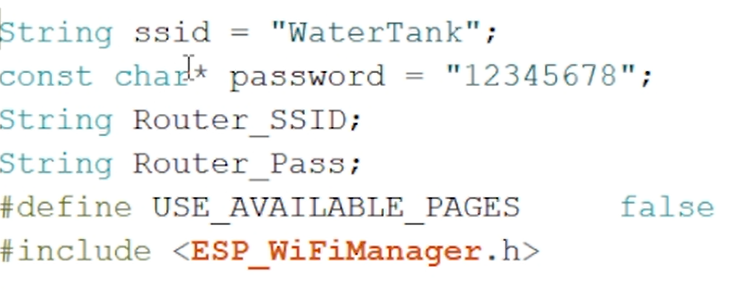 String ssid = "WaterTank";
const char* password = "12345678";
String Router_SSID;
String Router_Pass;
#define USE_AVAILABLE_PAGES     false
#include <ESP_WiFiManager.h>